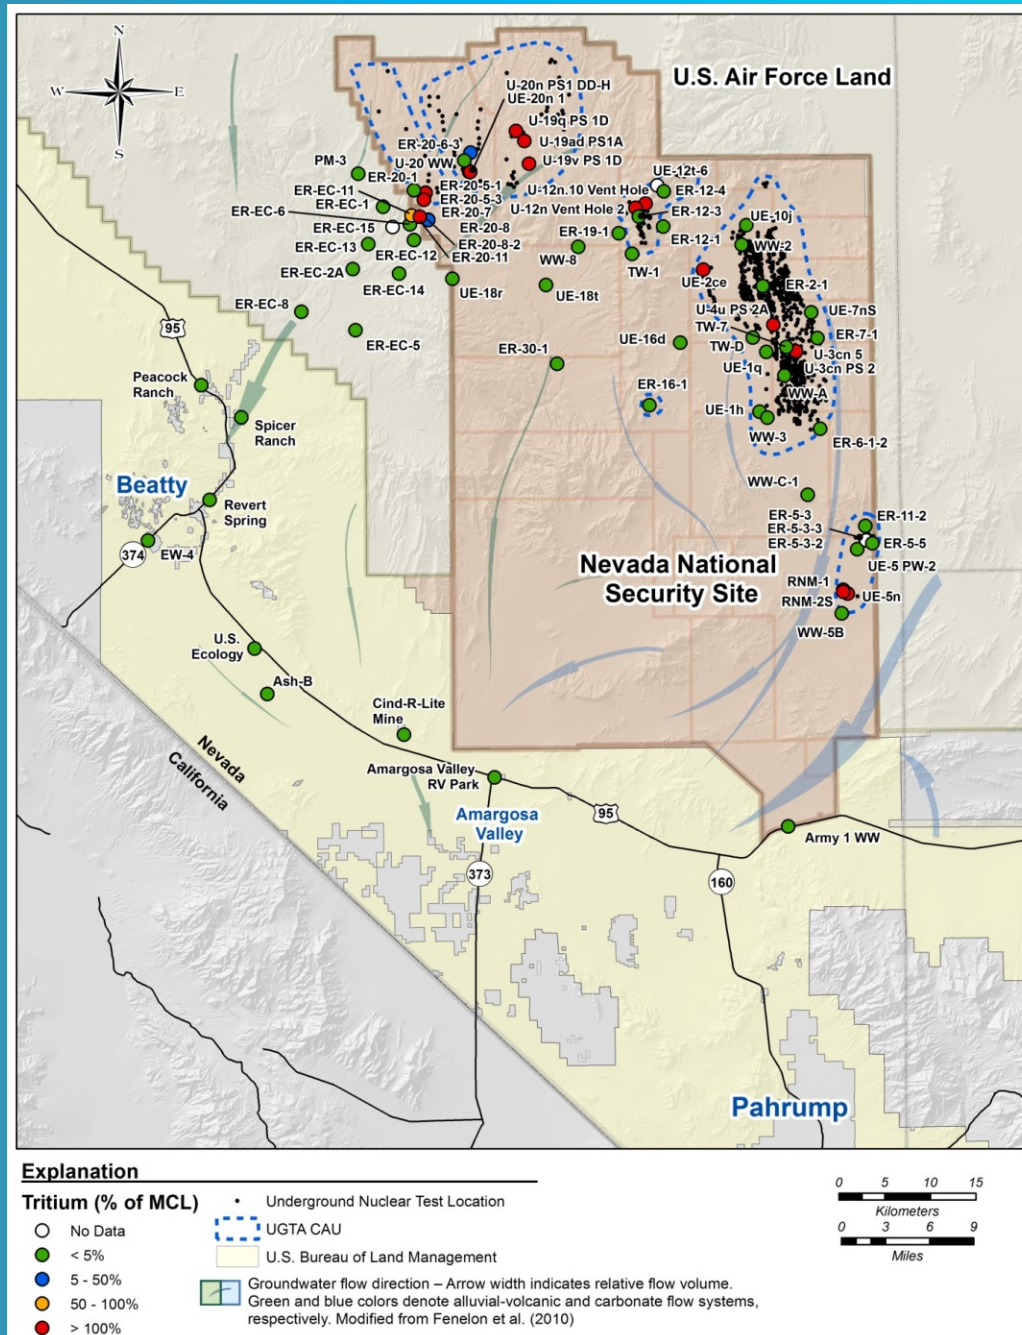 N
W
E
S
U.S. Air Force Land
U-20n PS1 DD-H
UE-20n 1
U-19q PS 1D
U-19ad PS1A
U-19v PS 1D
ER-20-6-3
U-20 WW
PM-3
ER-20-1
ER-EC-11
ER-EC-1
ER-EC-6
ER-EC-15
ER-EC-13
ER-EC-2A
ER-EC-12
ER-EC-14
ER-20-5-1
ER-20-5-3
ER-20-7
ER-20-8
ER-20-8-2
ER-20-11
UE-18r
ER-EC-8
ER-EC-5
UE-12t-6
U-12n.10 Vent Hole
ER-12-4
U-12n Vent Hole 2
ER-12-3
ER-19-1
ER-12-1
WW-8
TW-1
UE-18t
UE-10j
WW-2
UE-2ce
ER-2-1
U-4u PS 2A
UE-7nS
TW-7
ER-7-1
TW-D
U-3cn 5
UE-1q
U-3cn PS 2
WW-A
UE-16d
ER-30-1
ER-16-1
UE-1h
WW-3
ER-6-1-2
WW-C-1
ER-5-3
ER-11-2
ER-5-3-3
ER-5-3-2
ER-5-5
UE-5 PW-2
RNM-1
UE-5n
RNM-2S
WW-5B
Nevada National
Security Site
95
Peacock
Ranch
Spicer
Ranch
Beatty
Revert
Spring
374
EW-4
U.S.
Ecology
Ash-B
Cind-R-Lite
Mine
Nevada
California
Amargosa Valley
RV Park
Amargosa
Valley
95
Army 1 WW
373
160
Pahrump
Explanation
Tritium (% of MCL)
No Data
< 5%
5 - 50%
50 - 100%
> 100%
Underground Nuclear Test Location
UGTA CAU
U.S. Bureau of Land Management
Groundwater flow direction – Arrow width indicates relative flow volume.
Green and blue colors denote alluvial-volcanic and carbonate flow systems,
respectively. Modified from Fenelon et al. (2010)
0 5 10 15
Kilometers
0 3 6 9
Miles